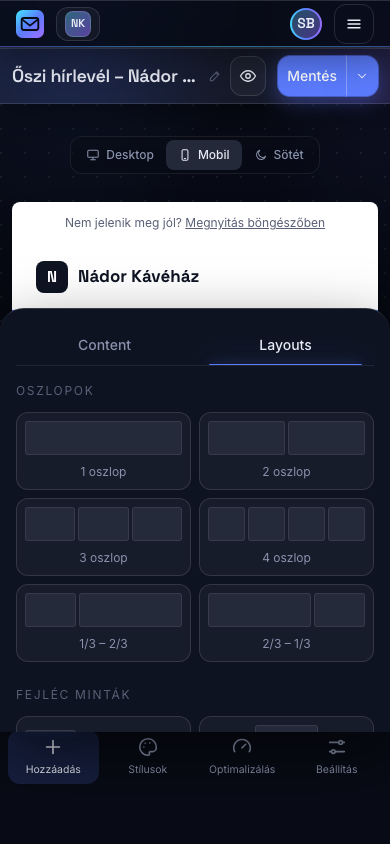 NK
SB
Őszi hírlevél – Nádor ...
Mentés
Desktop
Mobil
Sötét
Nem jelenik meg jól? Megnyitás böngészőben
N
Nádor Kávéház
Content
Layouts
OSZLOPOK
1 oszlop
2 oszlop
3 oszlop
4 oszlop
1/3 – 2/3
2/3 – 1/3
FEJLÉC MINTÁK
Hozzáadás
Stílusok
Optimalizálás
Beállítás